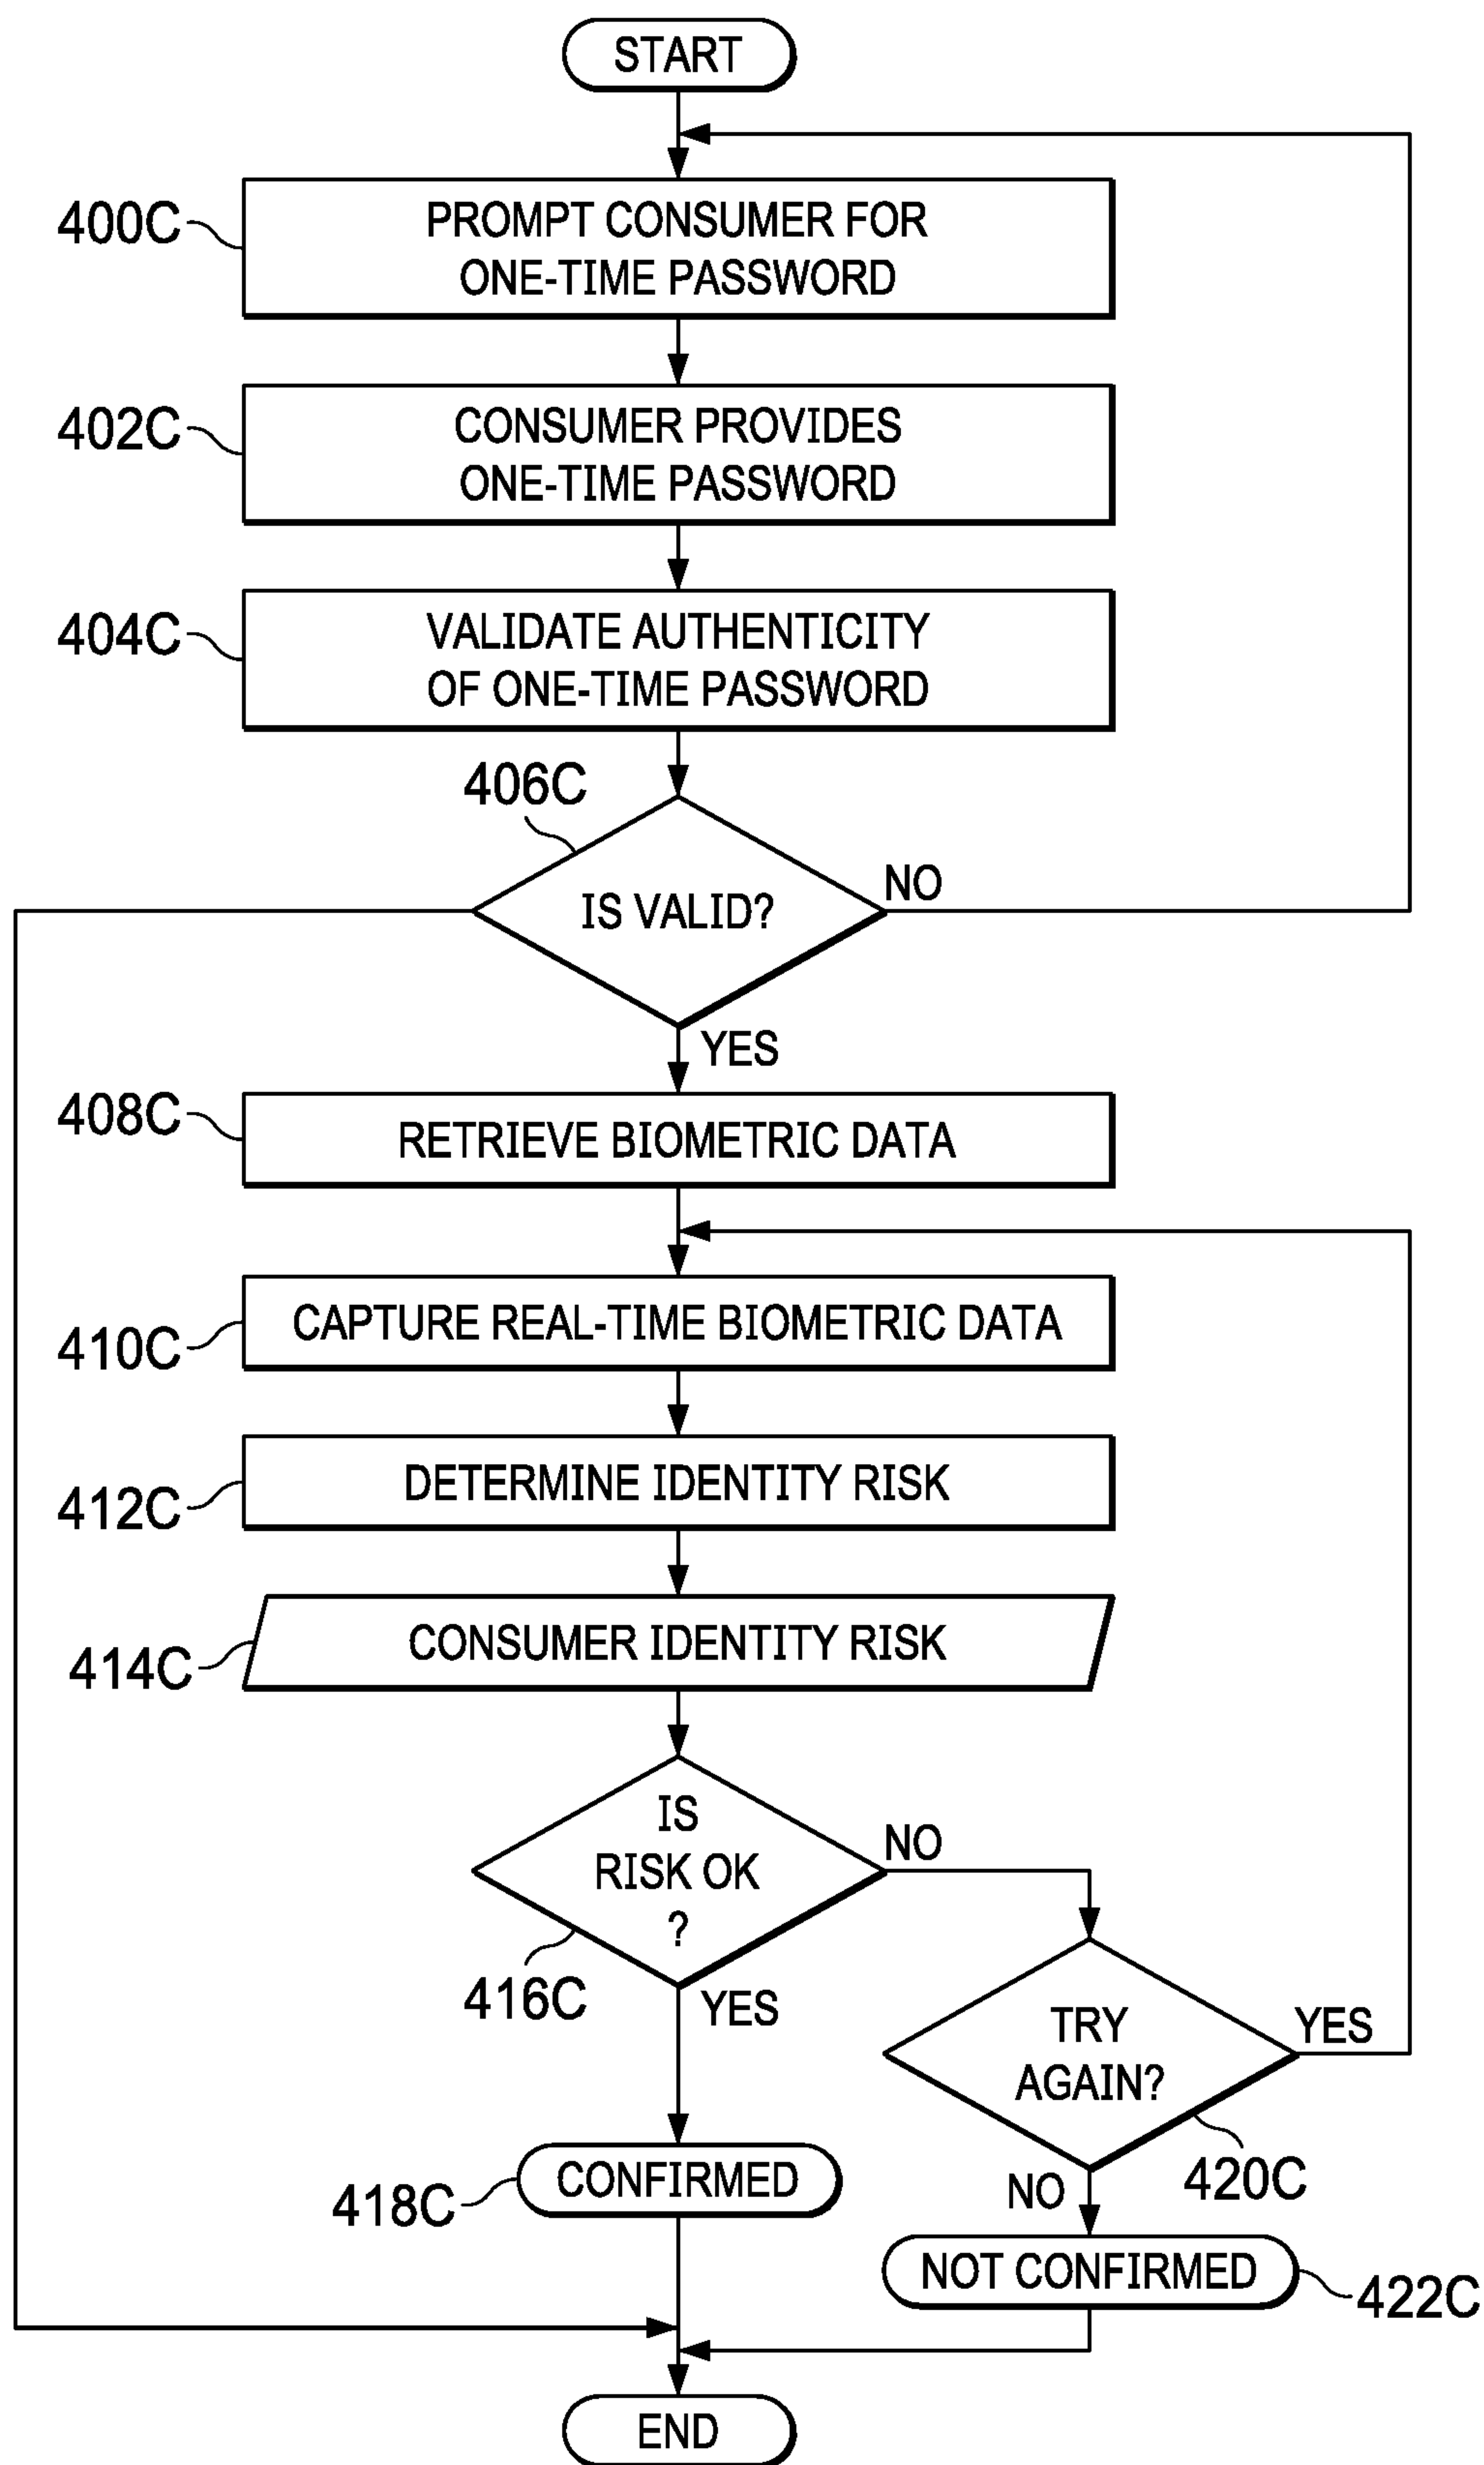 START
400C
PROMPT CONSUMER FOR
ONE-TIME PASSWORD
402C
CONSUMER PROVIDES
ONE-TIME PASSWORD
404C
VALIDATE AUTHENTICITY
OF ONE-TIME PASSWORD
406C
IS VALID?
NO
YES
408C
RETRIEVE BIOMETRIC DATA
410C
CAPTURE REAL-TIME BIOMETRIC DATA
412C
DETERMINE IDENTITY RISK
414C
CONSUMER IDENTITY RISK
IS
RISK OK
?
NO
416C
YES
TRY
AGAIN?
YES
420C
418C
CONFIRMED
NO
NOT CONFIRMED
422C
END